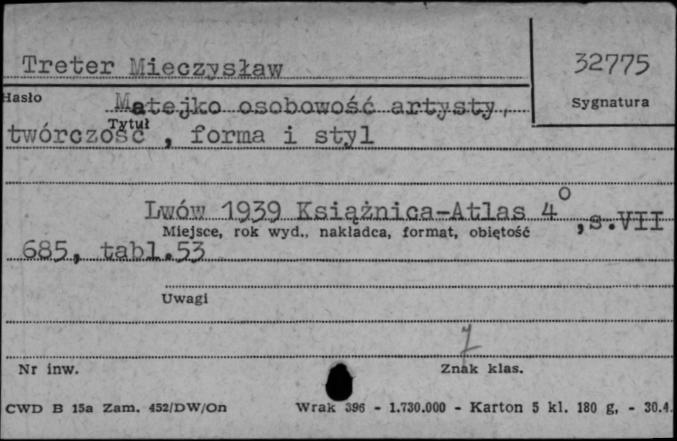 Treter Mieczysław
32775
Hasło
Sygnatura
Matejko osobowość artysty,
Tytuł
twórczość, forma i styl
Lwów 1939 Książnica-Atlas 4°, s. VII
Miejsce, rok wyd., nakładca, format, obiętość
685, tabl.53
Uwagi
7
Nr inw.
Znak klas.
CWD B 15a Zam. 452/DW/On
Wrak 396 - 1.730.000 - Karton 5 kl. 180 g, - 30.4.